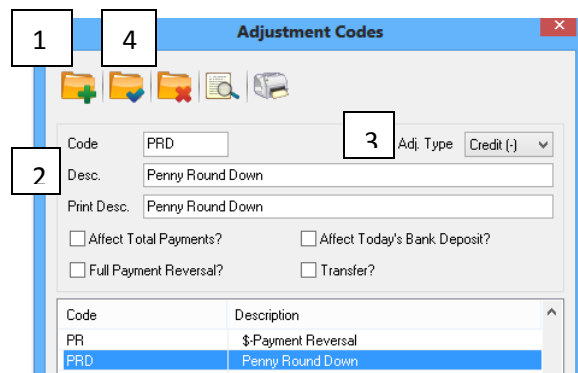 1
4
Adjustment Codes
Code PRD 3 Adj. Type Credit (-)
2 Desc. Penny Round Down
Print Desc. Penny Round Down
Affect Total Payments? Affect Today's Bank Deposit?
Full Payment Reversal? Transfer?
Code Description
PR $-Payment Reversal
PRD Penny Round Down